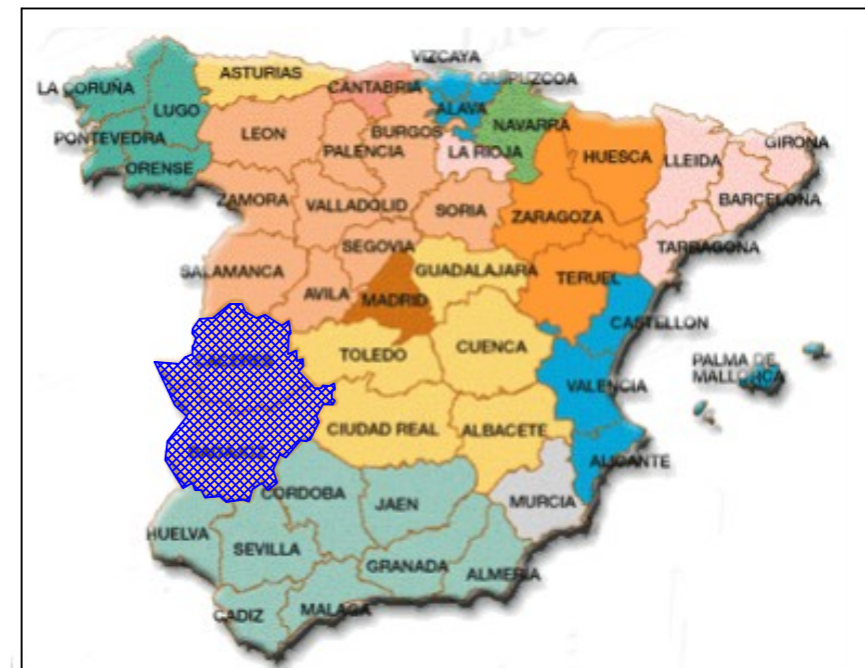 VIZCAYA
ASTURIAS
GUIPUZCOA
LA CORUÑA
CANTABRIA
ALAVA
LUGO
NAVARRA
LEON
BURGOS
PONTEVEDRA
PALENCIA
LA RIOJA
HUESCA
LLEIDA
GIRONA
ORENSE
ZAMORA
VALLADOLID
SORIA
ZARAGOZA
BARCELONA
SEGOVIA
TARRAGONA
SALAMANCA
GUADALAJARA
TERUEL
AVILA
MADRID
CASTELLON
TOLEDO
CUENCA
PALMA DE
MALLORCA
VALENCIA
CIUDAD REAL
ALBACETE
ALICANTE
CORDOBA
JAEN
MURCIA
HUELVA
SEVILLA
GRANADA
ALMERIA
CADIZ
MALAGA